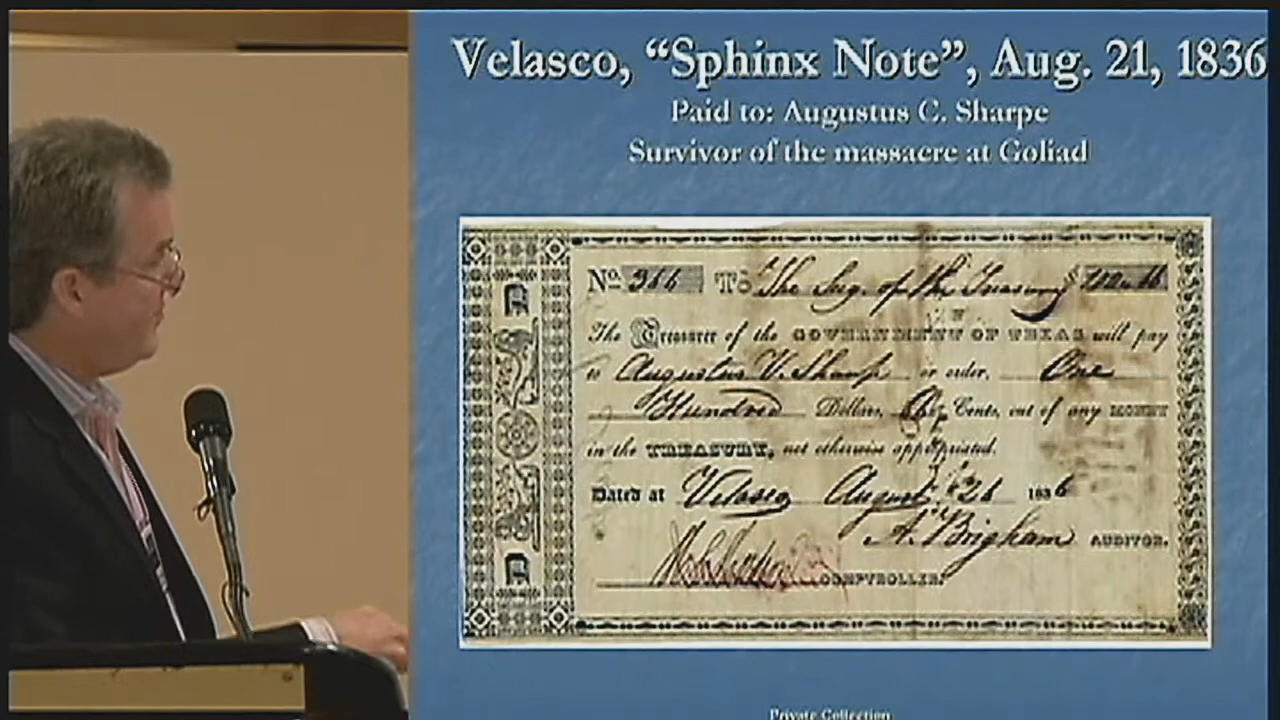 Velasco, “Sphinx Note”, Aug. 21, 1836
Paid to: Augustus C. Sharpe
Survivor of the massacre at Goliad
No. 366 To The Sec. of the Treasury $
The Treasurer of the GOVERNMENT OF TEXAS will pay
to Augustus V. Sharp or order, One
Hundred Dollars, Cents, out of any MONEY
in the TREASURY, not otherwise appropriated.
Dated at Velasco August 26 1836
A. Brigham AUDITOR.
COMPTROLLER.
Private Collection